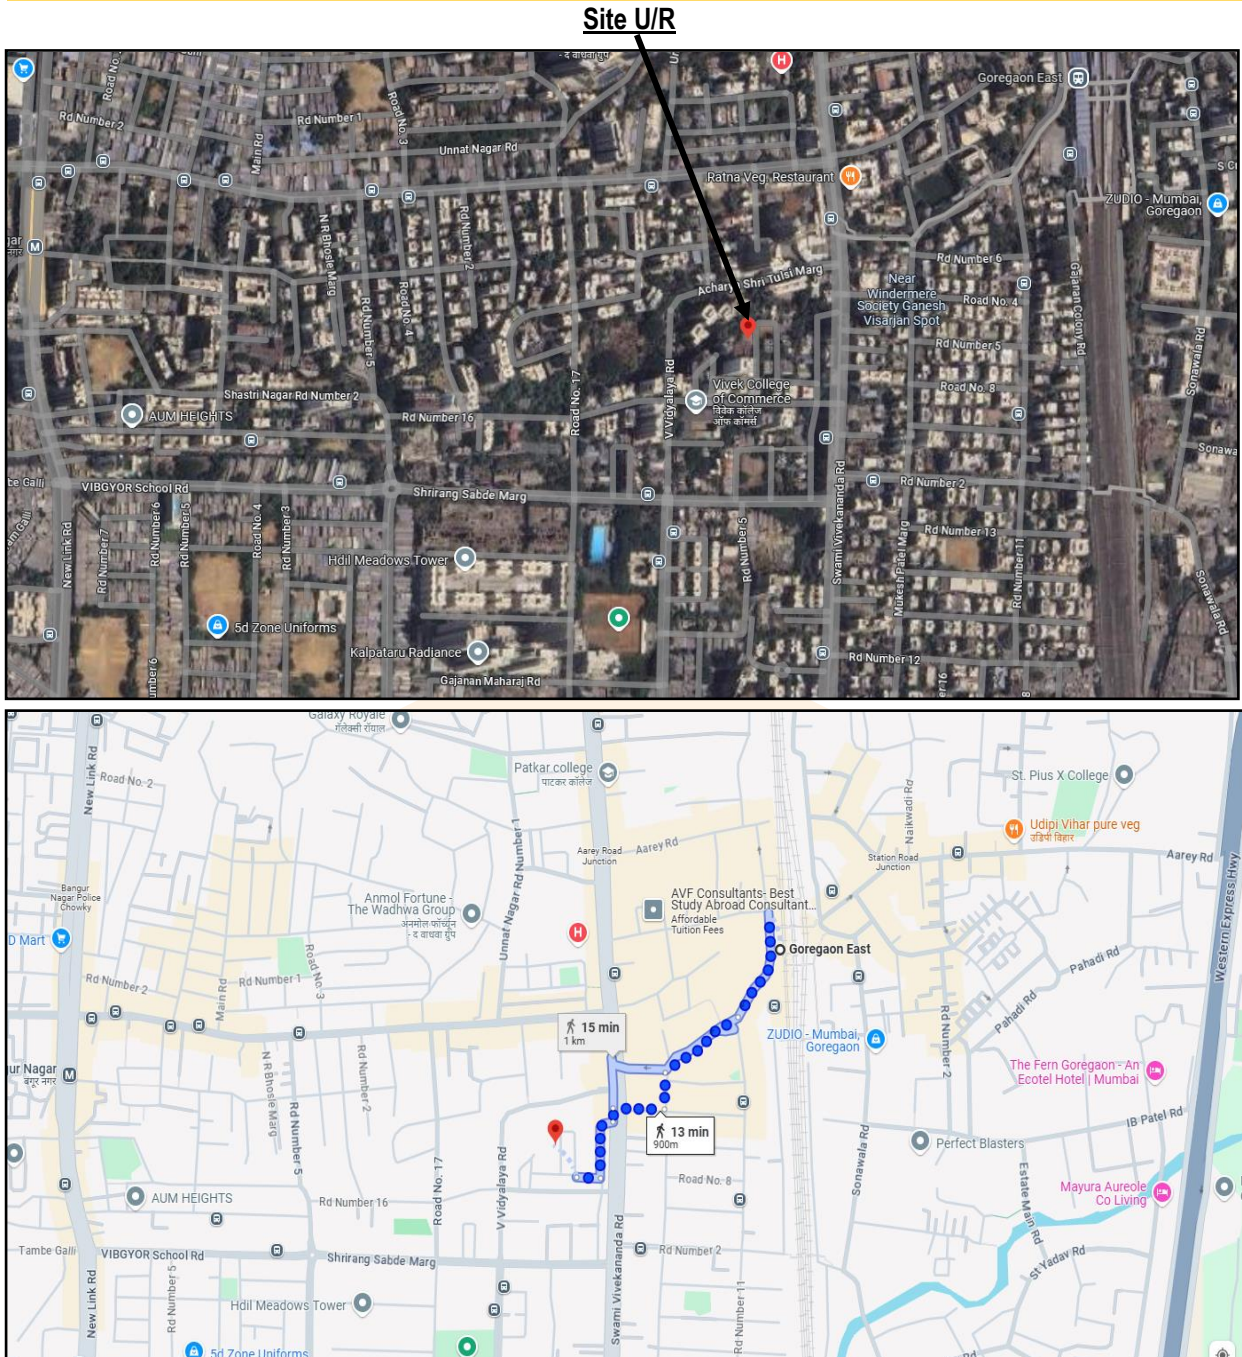 Site U/R
- द वाधवा ग्रुप
Goregaon East
Road No.
Rd Number 2
Main Rd
Rd Number 1
Road No. 3
Unnat Nagar Rd
Ratna Veg. Restaurant
S C
ZUDIO - Mumbai,
Goregaon
M
N R Bhosle Marg
Rd Number 2
Rd Number 6
Acharya Shri Tulsi Marg
Near
Windermere
Society Ganesh
Visarjan Spot
Road No. 4
Gajanan Colony Rd
Rd Number 5
Road No. 4
Rd Number 5
Sonawala Rd
Vivek College
of Commerce
विवेक कॉलेज
ऑफ कॉमर्स
Road No. 8
Shastri Nagar Rd Number 2
Road No. 17
V Vidyalaya Rd
AUM HEIGHTS
Rd Number 16
Sonawa
VIBGYOR School Rd
Shrirang Sabde Marg
Rd Number 2
Swami Vivekananda Rd
New Link Rd
Rd Number 7
Rd Number 6
Rd Number 5
Road No. 4
Rd Number 3
Rd Number 5
Mukesh Patel Marg
Rd Number 13
Rd Number 11
Hdil Meadows Tower
Sonawala Rd
5d Zone Uniforms
Kalpataru Radiance
Rd Number 12
Gajanan Maharaj Rd
Galaxy Royale
गॅलेक्सी रॉयाल
Patkar college
पाटकर कॉलेज
New Link Rd
Road No. 2
St. Pius X College
Naikwadi Rd
Udipi Vihar pure veg
उडिपी विहार
Unnat Nagar Rd Number 1
Aarey Road
Junction
Aarey Rd
Station Road
Junction
Aarey Rd
Western Express Hwy
Bangur
Nagar Police
Chowky
Anmol Fortune -
The Wadhwa Group
अनमोल फॉर्च्यून
- द वाधवा ग्रुप
AVF Consultants- Best
Study Abroad Consultant...
Affordable
Tuition Fees
D Mart
H
Goregaon East
Road No. 3
Pahadi Rd
Rd Number 2
Main Rd
Rd Number 1
Pahadi Rd
15 min
1 km
ZUDIO - Mumbai,
Goregaon
Rd Number 2
ur Nagar
बांगूर नगर
M
N R Bhosle Marg
Rd Number 2
The Fern Goregaon - An
Ecotel Hotel | Mumbai
Rd Number 5
13 min
900m
IB Patel Rd
Perfect Blasters
Sonawala Rd
Road No. 17
V Vidyalaya Rd
Road No. 8
Estate Main Rd
Mayura Aureole
Co Living
AUM HEIGHTS
Rd Number 16
Swami Vivekananda Rd
Tambe Galli
VIBGYOR School Rd
Shrirang Sabde Marg
Rd Number 2
St Yadav Rd
New Link Rd
Rd Number 5
Hdil Meadows Tower
Rd Number 11
5d Zone Uniforms